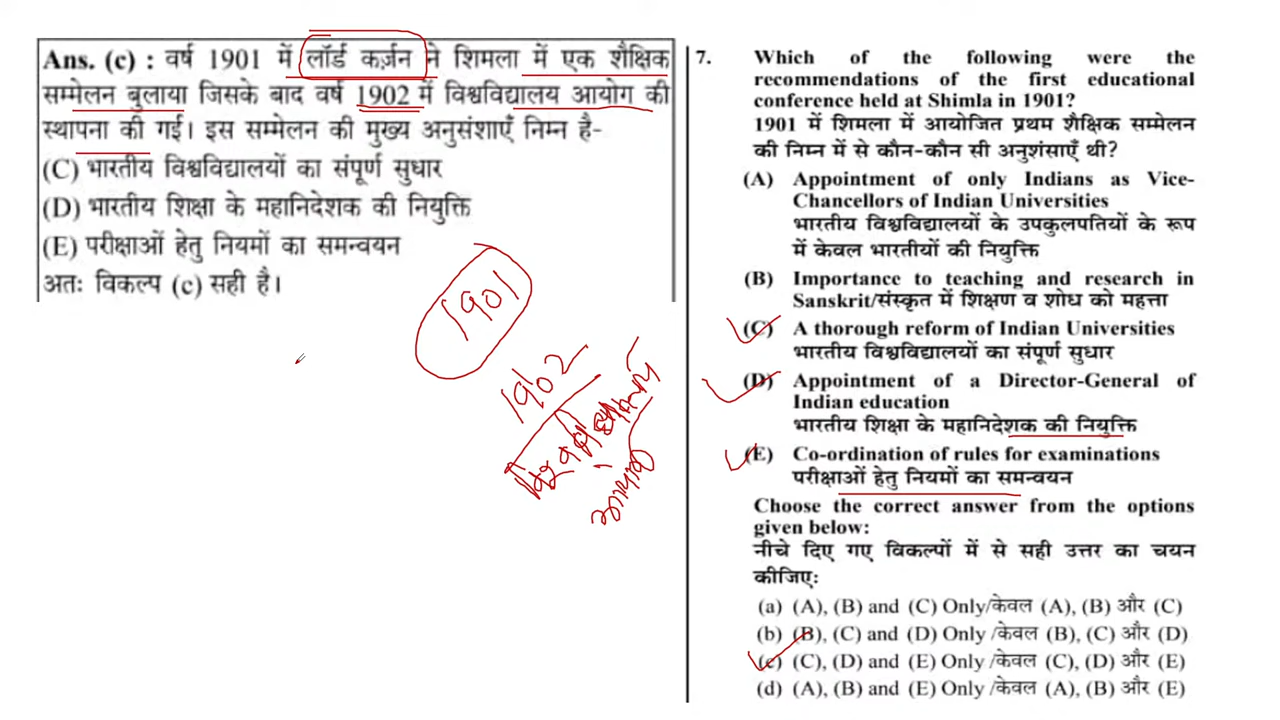 Ans. (c) : वर्ष 1901 में लॉर्ड कर्ज़न ने शिमला में एक शैक्षिक
सम्मेलन बुलाया जिसके बाद वर्ष 1902 में विश्वविद्यालय आयोग की
स्थापना की गई। इस सम्मेलन की मुख्य अनुसंशाएँ निम्न है-
(C) भारतीय विश्वविद्यालयों का संपूर्ण सुधार
(D) भारतीय शिक्षा के महानिदेशक की नियुक्ति
(E) परीक्षाओं हेतु नियमों का समन्वयन
अतः विकल्प (c) सही है।
1901
1902
आयोग
7. Which of the following were the
recommendations of the first educational
conference held at Shimla in 1901?
1901 में शिमला में आयोजित प्रथम शैक्षिक सम्मेलन
की निम्न में से कौन-कौन सी अनुशंसाएँ थी?
(A) Appointment of only Indians as Vice-
Chancellors of Indian Universities
भारतीय विश्वविद्यालयों के उपकुलपतियों के रूप
में केवल भारतीयों की नियुक्ति
(B) Importance to teaching and research in
Sanskrit/संस्कृत में शिक्षण व शोध को महत्ता
(C) A thorough reform of Indian Universities
भारतीय विश्वविद्यालयों का संपूर्ण सुधार
(D) Appointment of a Director-General of
Indian education
भारतीय शिक्षा के महानिदेशक की नियुक्ति
(E) Co-ordination of rules for examinations
परीक्षाओं हेतु नियमों का समन्वयन
Choose the correct answer from the options
given below:
नीचे दिए गए विकल्पों में से सही उत्तर का चयन
कीजिएः
(a) (A), (B) and (C) Only/केवल (A), (B) और (C)
(b) (B), (C) and (D) Only /केवल (B), (C) और (D)
(c) (C), (D) and (E) Only /केवल (C), (D) और (E)
(d) (A), (B) and (E) Only /केवल (A), (B) और (E)